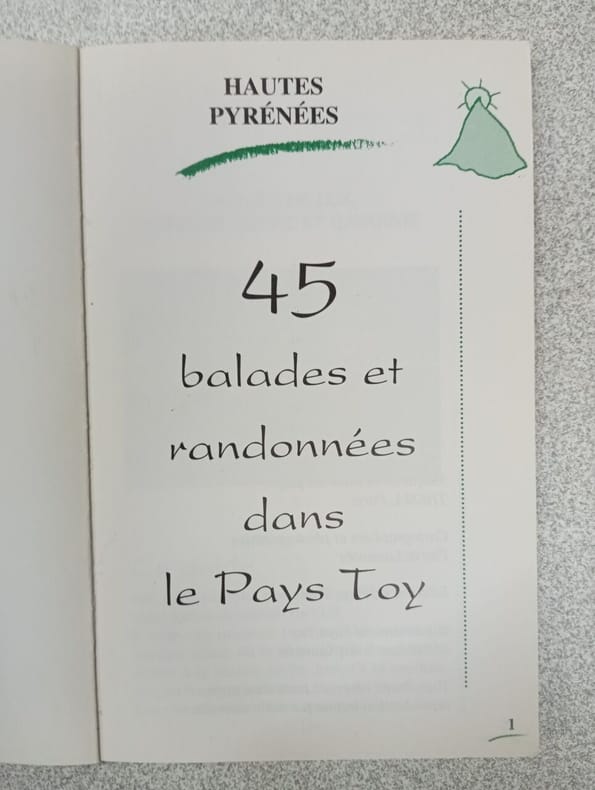 HAUTES
PYRÉNÉES
45
balades et
randonnées
dans
le Pays Toy
1